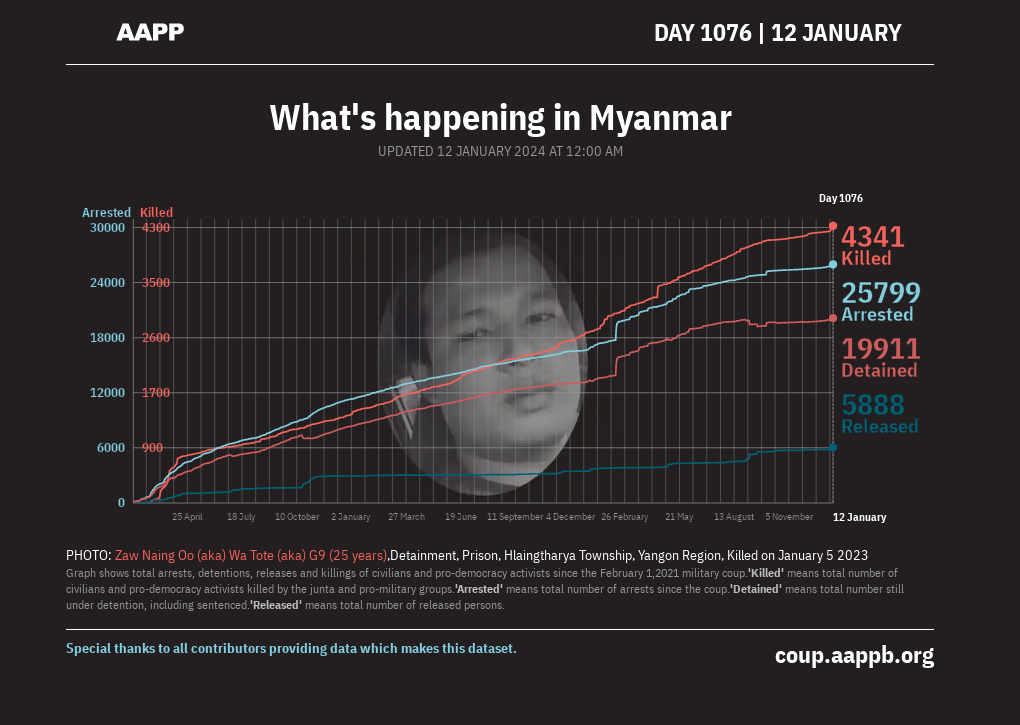 AAPP
DAY 1076 | 12 JANUARY
What's happening in Myanmar
UPDATED 12 JANUARY 2024 AT 12:00 AM
Day 1076
Arrested Killed
30000 4300
24000 3500
18000 2600
12000 1700
6000 900
0
4341
Killed
25799
Arrested
19911
Detained
5888
Released
25 April 18 July 10 October 2 January 27 March 19 June 11 September 4 December 26 February 21 May 13 August 5 November 12 January
PHOTO: Zaw Naing Oo (aka) Wa Tote (aka) G9 (25 years),Detainment, Prison, Hlaingtharya Township, Yangon Region, Killed on January 5 2023
Graph shows total arrests, detentions, releases and killings of civilians and pro-democracy activists since the February 1,2021 military coup.'Killed' means total number of
civilians and pro-democracy activists killed by the junta and pro-military groups.'Arrested' means total number of arrests since the coup.'Detained' means total number still
under detention, including sentenced.'Released' means total number of released persons.
Special thanks to all contributors providing data which makes this dataset.
coup.aappb.org